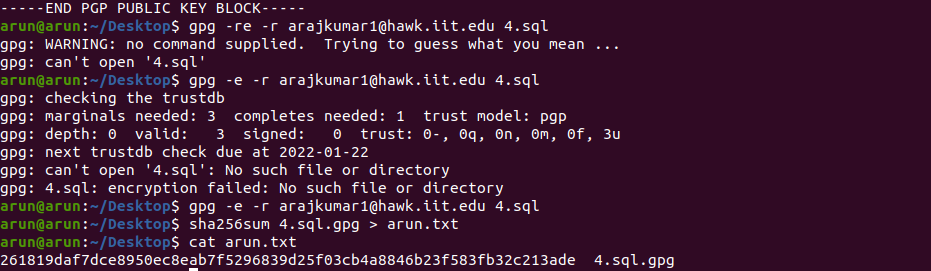 -----END PGP PUBLIC KEY BLOCK-----
arun@arun:~/Desktop$ gpg -re -r arajkumar1@hawk.iit.edu 4.sql
gpg: WARNING: no command supplied.  Trying to guess what you mean ...
gpg: can't open '4.sql'
arun@arun:~/Desktop$ gpg -e -r arajkumar1@hawk.iit.edu 4.sql
gpg: checking the trustdb
gpg: marginals needed: 3  completes needed: 1  trust model: pgp
gpg: depth: 0  valid:   3  signed:   0  trust: 0-, 0q, 0n, 0m, 0f, 3u
gpg: next trustdb check due at 2022-01-22
gpg: can't open '4.sql': No such file or directory
gpg: 4.sql: encryption failed: No such file or directory
arun@arun:~/Desktop$ gpg -e -r arajkumar1@hawk.iit.edu 4.sql
arun@arun:~/Desktop$ sha256sum 4.sql.gpg > arun.txt
arun@arun:~/Desktop$ cat arun.txt
261819daf7dce8950ec8eab7f5296839d25f03cb4a8846b23f583fb32c213ade  4.sql.gpg